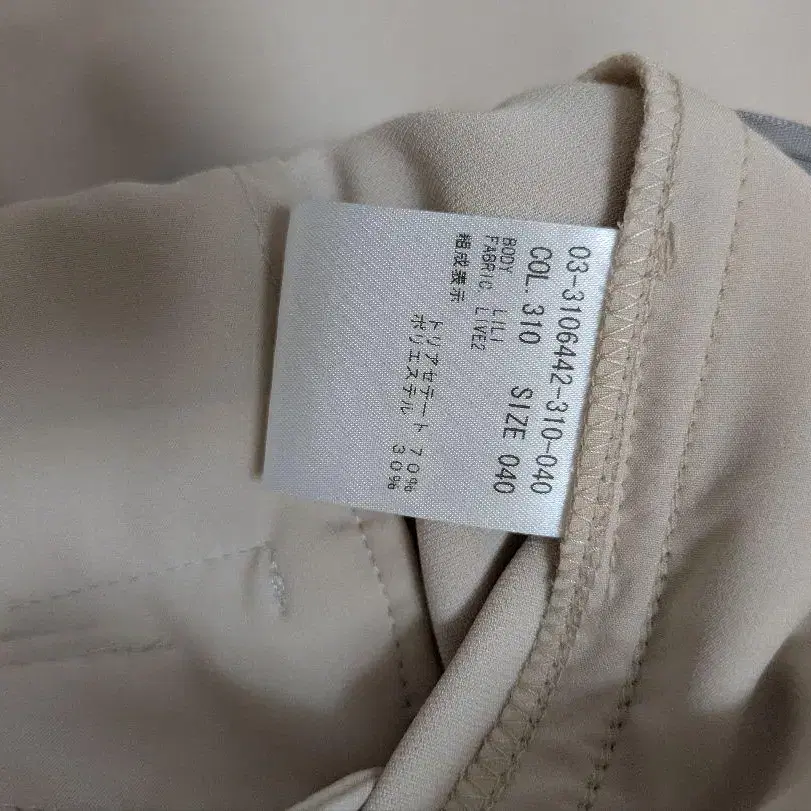 03-3106442-310-040
COL. 310 SIZE 040
BODY LILI
FABRIC LIVE2
組成表示
トリアセテート 70%
ポリエステル 30%